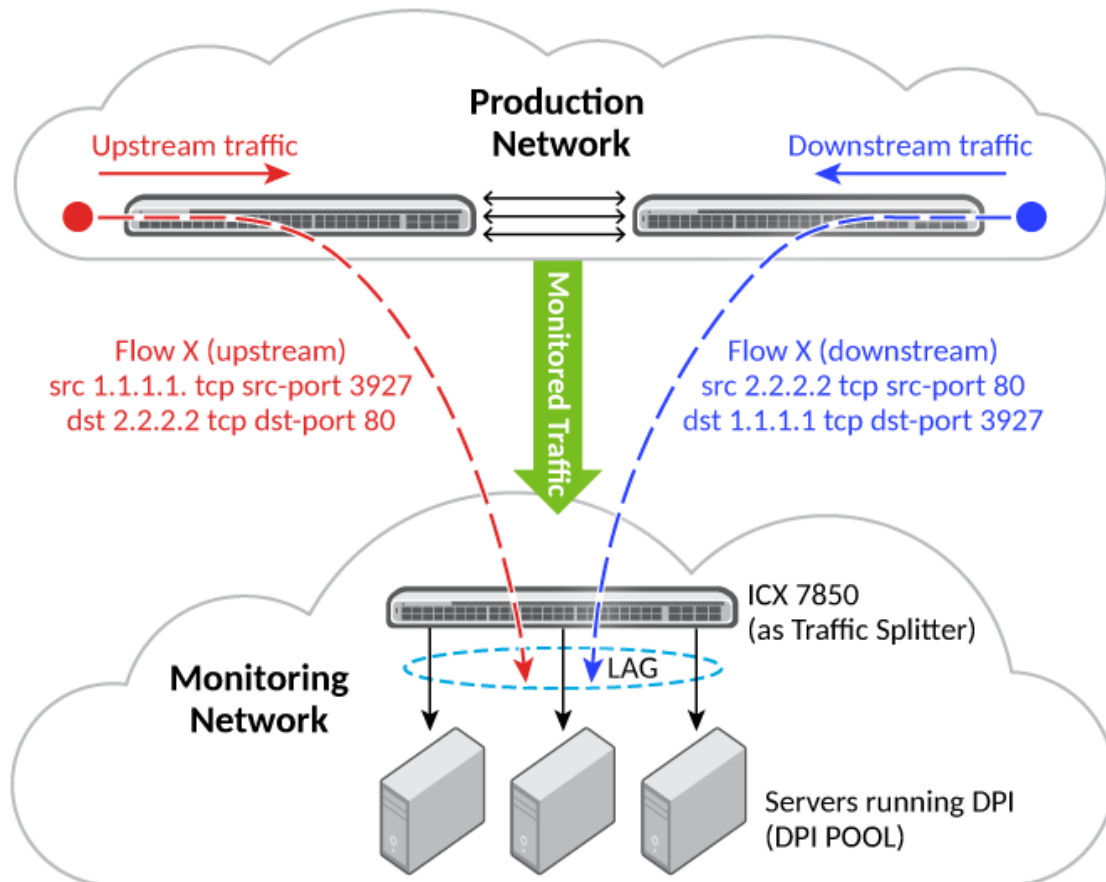 Production
Network
Upstream traffic
Downstream traffic
Monitored Traffic
Flow X (upstream)
src 1.1.1.1. tcp src-port 3927
dst 2.2.2.2 tcp dst-port 80
Flow X (downstream)
src 2.2.2.2 tcp src-port 80
dst 1.1.1.1 tcp dst-port 3927
ICX 7850
(as Traffic Splitter)
LAG
Monitoring
Network
Servers running DPI
(DPI POOL)